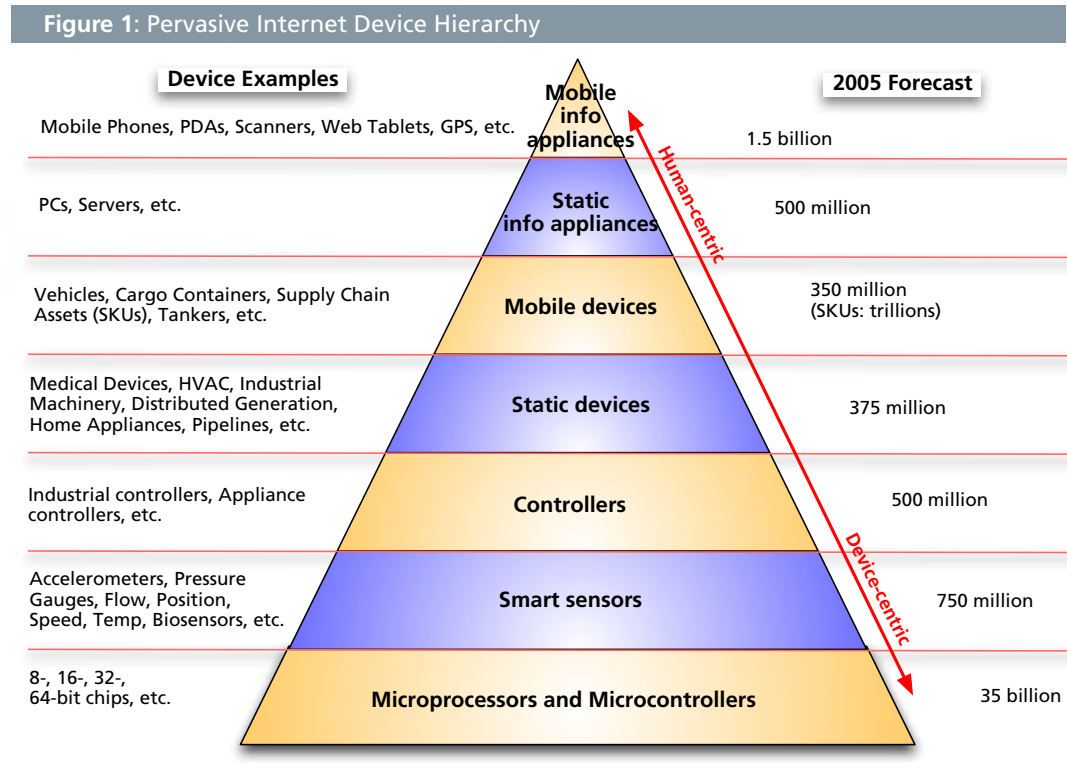 Figure 1: Pervasive Internet Device Hierarchy
Device Examples
2005 Forecast
Mobile Phones, PDAs, Scanners, Web Tablets, GPS, etc.
Mobile
info
appliances
1.5 billion
Human-centric
PCs, Servers, etc.
Static
info appliances
500 million
Vehicles, Cargo Containers, Supply Chain
Assets (SKUs), Tankers, etc.
Mobile devices
350 million
(SKUs: trillions)
Medical Devices, HVAC, Industrial
Machinery, Distributed Generation,
Home Appliances, Pipelines, etc.
Static devices
375 million
Industrial controllers, Appliance
controllers, etc.
Controllers
500 million
Device-centric
Accelerometers, Pressure
Gauges, Flow, Position,
Speed, Temp, Biosensors, etc.
Smart sensors
750 million
8-, 16-, 32-,
64-bit chips, etc.
Microprocessors and Microcontrollers
35 billion